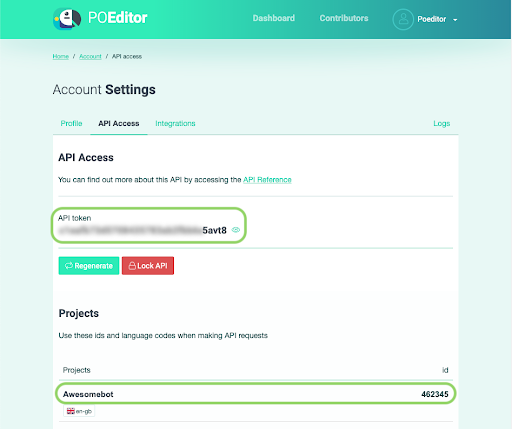 POEditor
Dashboard Contributors Poeditor
Home / Account / API access
Account Settings
Profile API Access Integrations Logs
API Access
You can find out more about this API by accessing the API Reference
API token
5avt8
Regenerate Lock API
Projects
Use these ids and language codes when making API requests
Projects id
Awesomebot 462345
en-gb